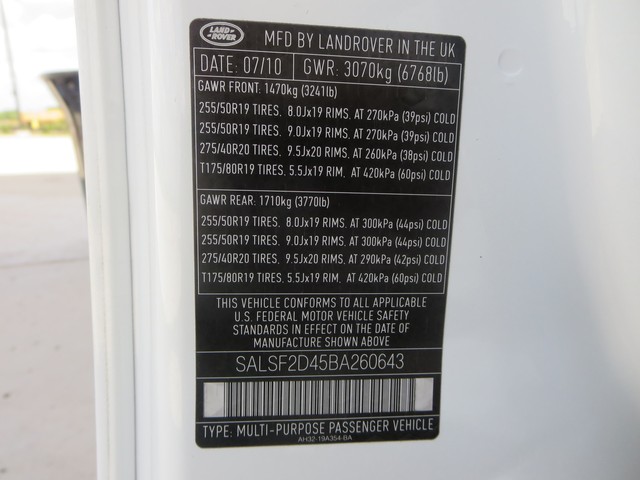 LAND
ROVER
MFD BY LANDROVER IN THE UK
DATE: 07/10 GWR: 3070kg (6768lb)
GAWR FRONT: 1470kg (3241lb)
255/50R19 TIRES, 8.0Jx19 RIMS, AT 270kPa (39psi) COLD
255/50R19 TIRES, 9.0Jx19 RIMS, AT 270kPa (39psi) COLD
275/40R20 TIRES, 9.5Jx20 RIMS, AT 260kPa (38psi) COLD
T175/80R19 TIRES, 5.5Jx19 RIM, AT 420kPa (60psi) COLD
GAWR REAR: 1710kg (3770lb)
255/50R19 TIRES, 8.0Jx19 RIMS, AT 300kPa (44psi) COLD
255/50R19 TIRES, 9.0Jx19 RIMS, AT 300kPa (44psi) COLD
275/40R20 TIRES, 9.5Jx20 RIMS, AT 290kPa (42psi) COLD
T175/80R19 TIRES, 5.5Jx19 RIM, AT 420kPa (60psi) COLD
THIS VEHICLE CONFORMS TO ALL APPLICABLE
U.S. FEDERAL MOTOR VEHICLE SAFETY
STANDARDS IN EFFECT ON THE DATE OF
MANUFACTURE SHOWN ABOVE
SALSF2D45BA260643
TYPE: MULTI-PURPOSE PASSENGER VEHICLE
AH32-19A354-BA